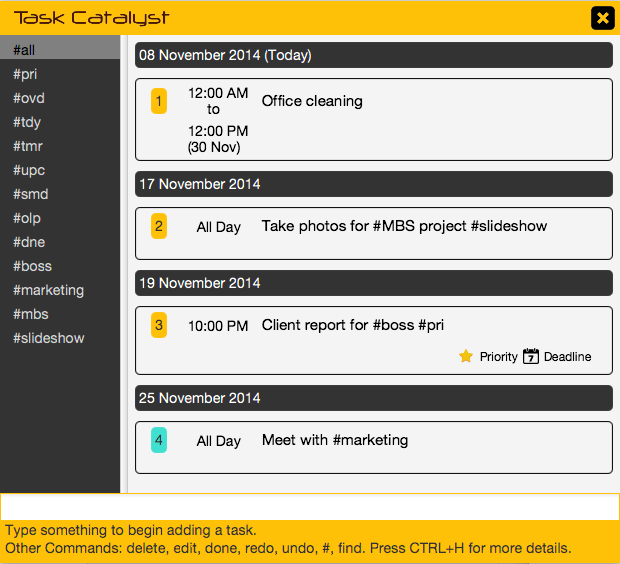 Task Catalyst
#all
#pri
#ovd
#tdy
#tmr
#upc
#smd
#olp
#dne
#boss
#marketing
#mbs
#slideshow
08 November 2014 (Today)
1
12:00 AM
to
12:00 PM
(30 Nov)
Office cleaning
17 November 2014
2
All Day
Take photos for #MBS project #slideshow
19 November 2014
3
10:00 PM
Client report for #boss #pri
Priority
7
Deadline
25 November 2014
4
All Day
Meet with #marketing
Type something to begin adding a task.
Other Commands: delete, edit, done, redo, undo, #, find. Press CTRL+H for more details.